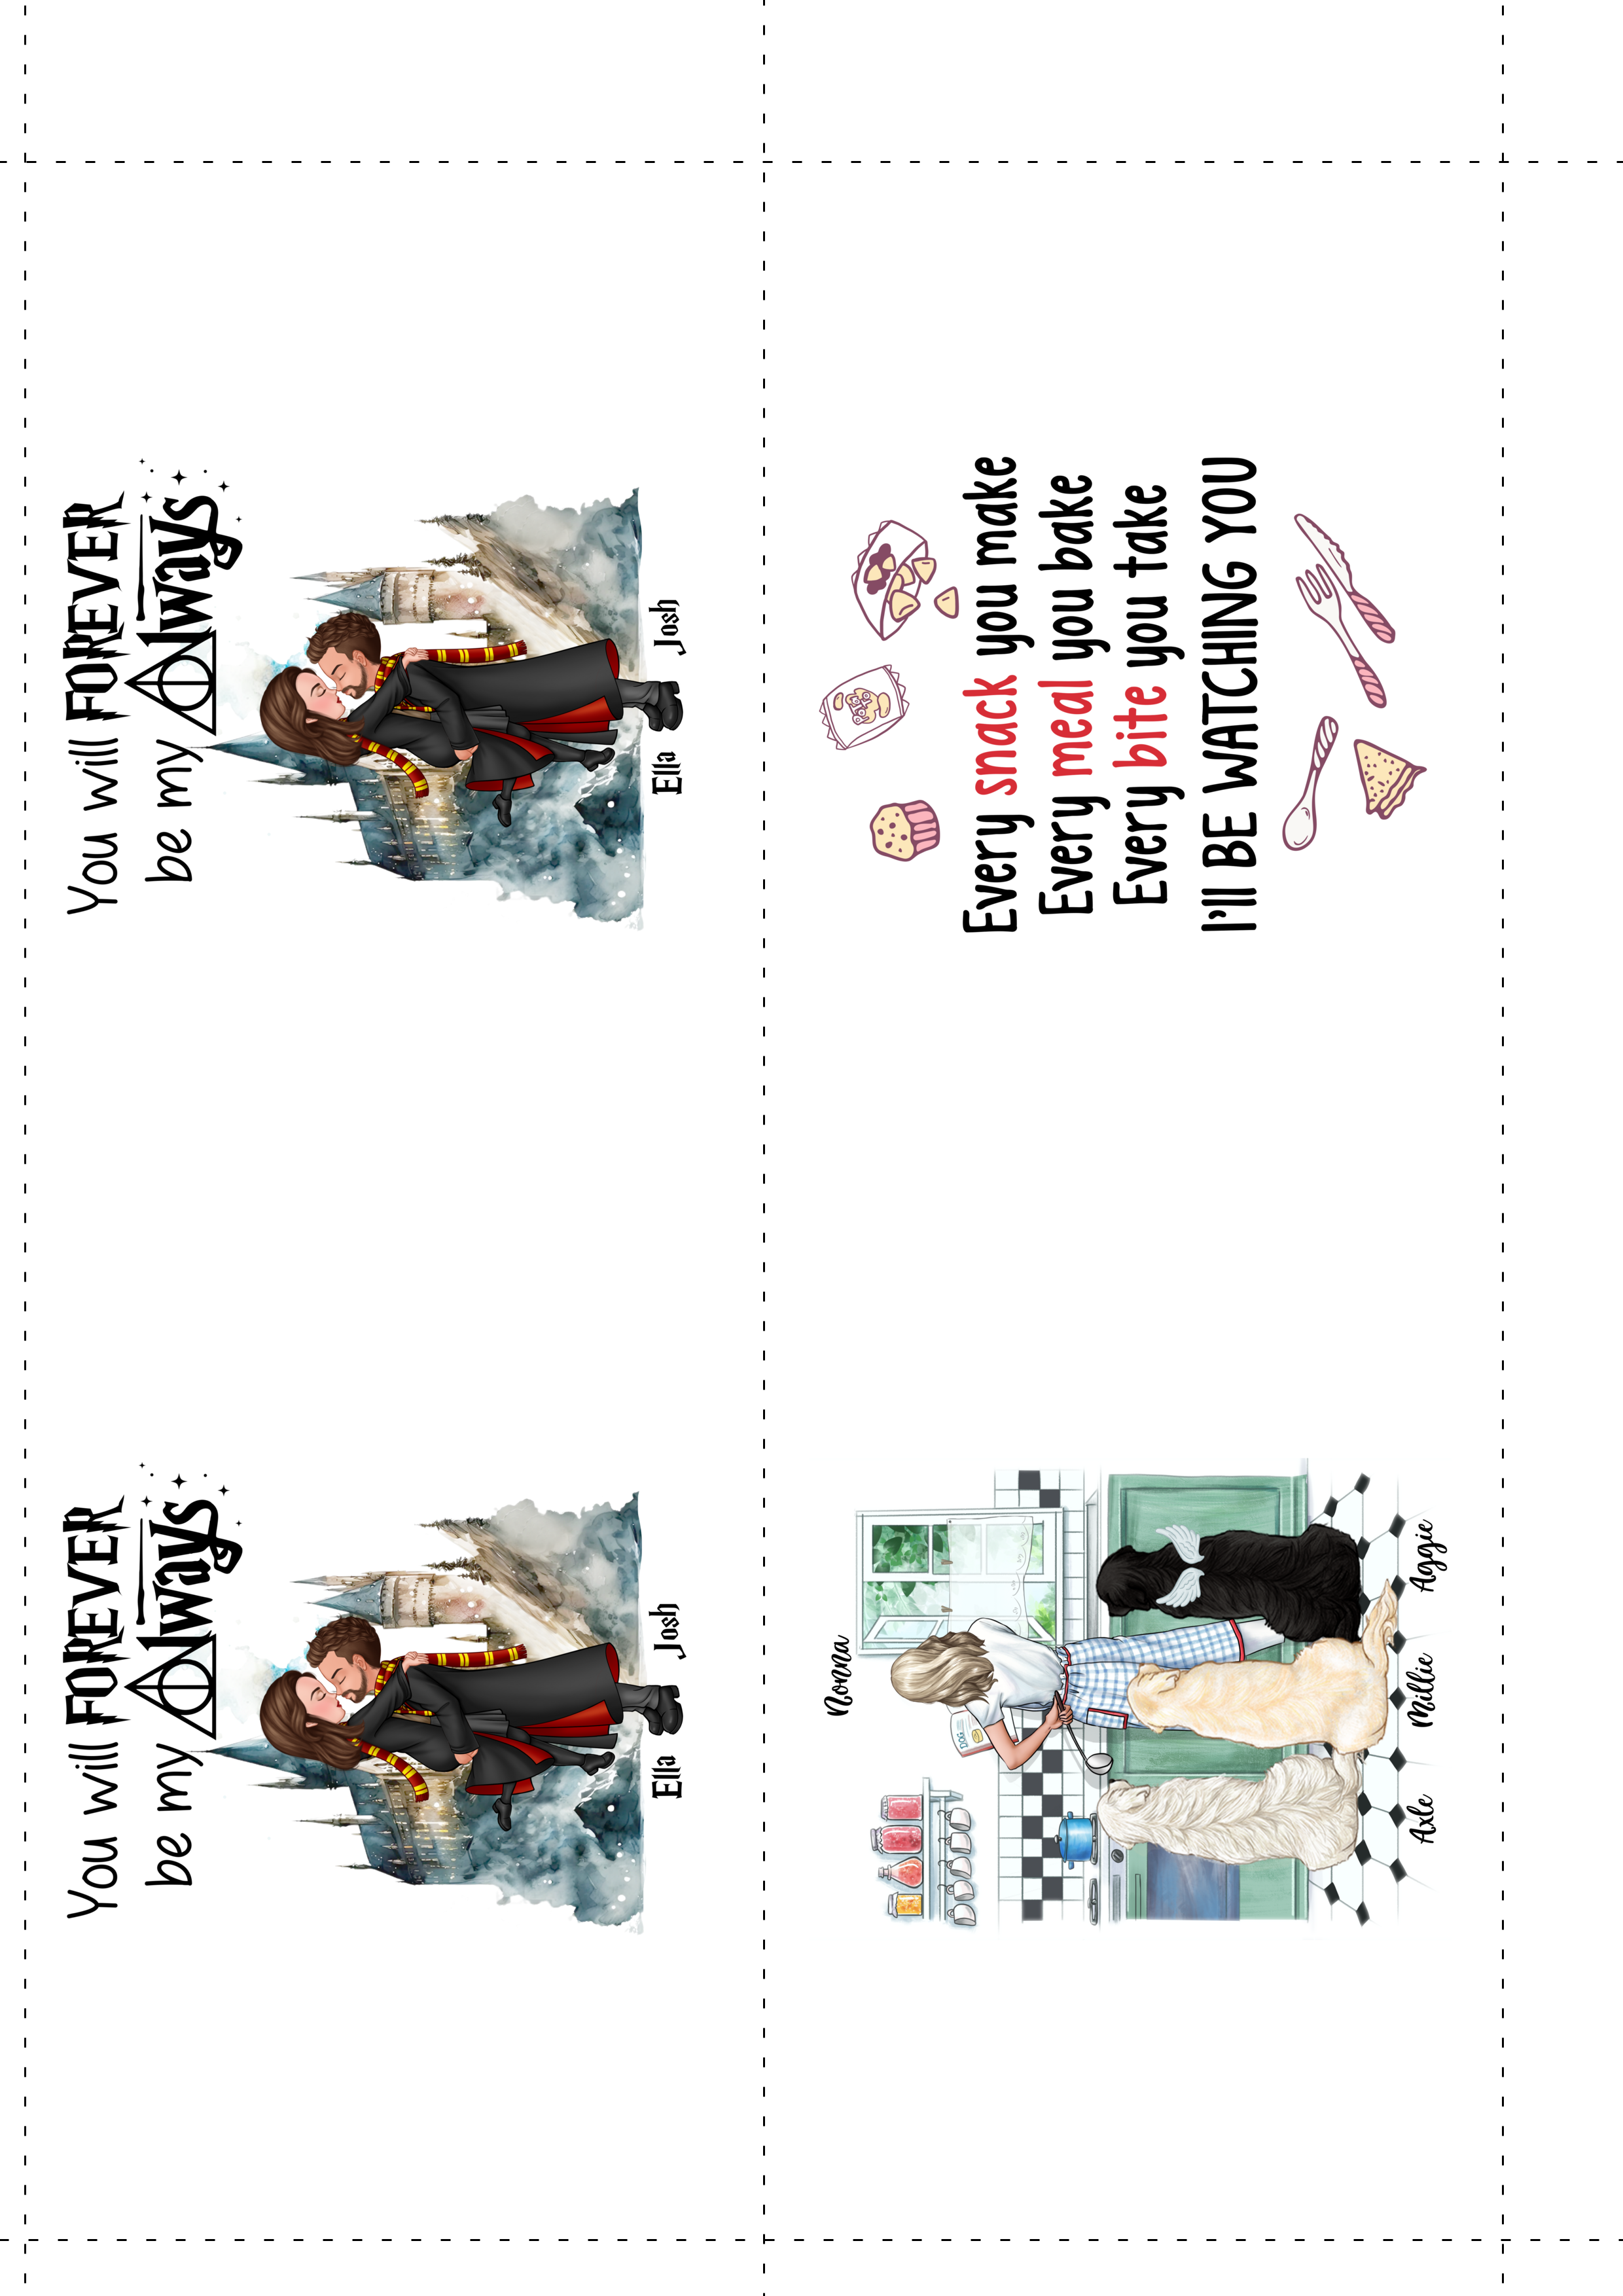 You will FOREVER
be my Always
Ella Josh
You will FOREVER
be my Always
Ella Josh
Nonna
DOG
Axle Millie Aggie
Every snack you make
Every meal you bake
Every bite you take
I'll BE WATCHING YOU